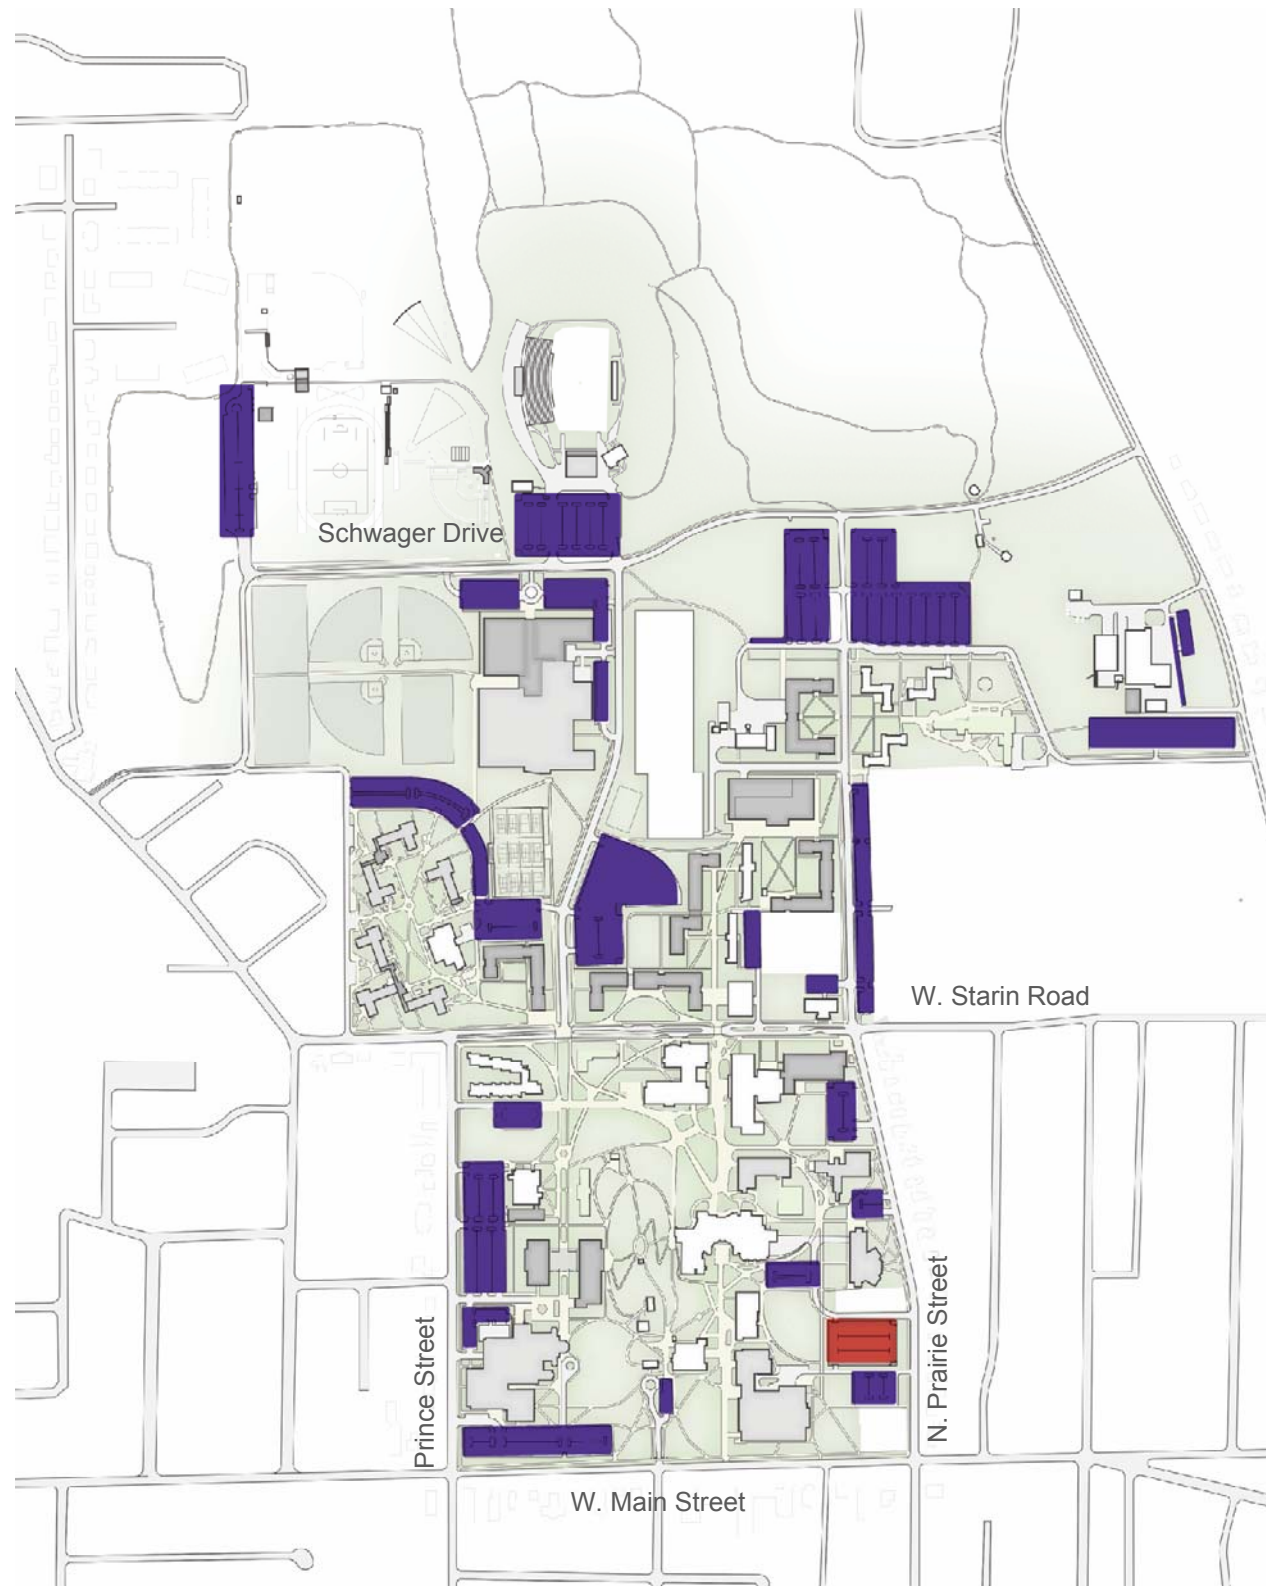 Schwager Drive
W. Starin Road
Prince Street
N. Prairie Street
W. Main Street